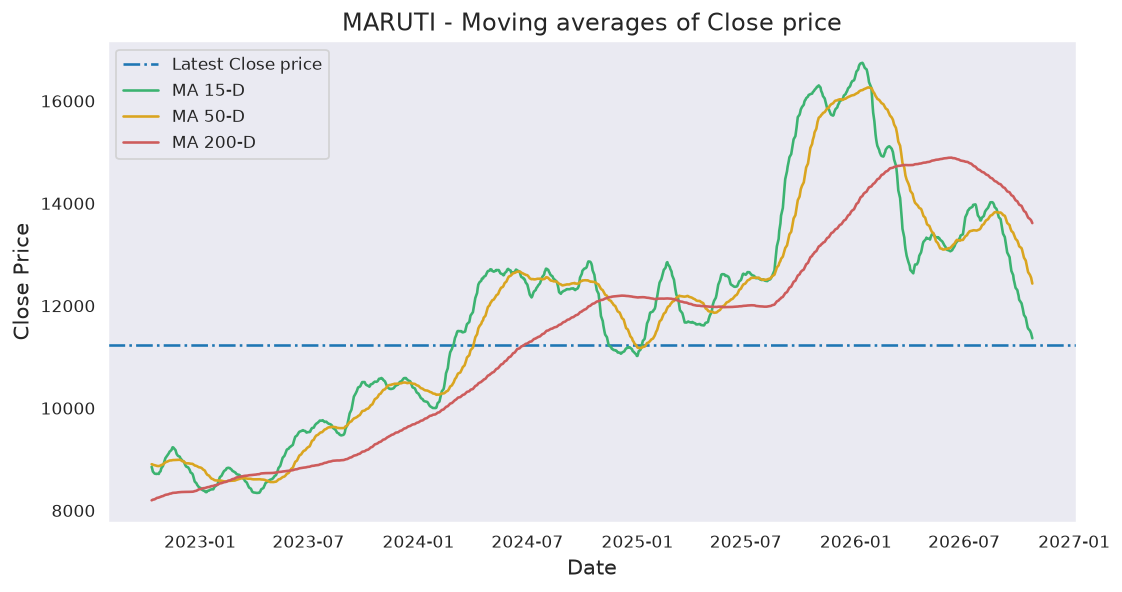 MARUTI - Moving averages of Close price
Latest Close price
MA 15-D
MA 50-D
MA 200-D
Close Price
16000
14000
12000
10000
8000
2023-01 2023-07 2024-01 2024-07 2025-01 2025-07 2026-01 2026-07 2027-01
Date